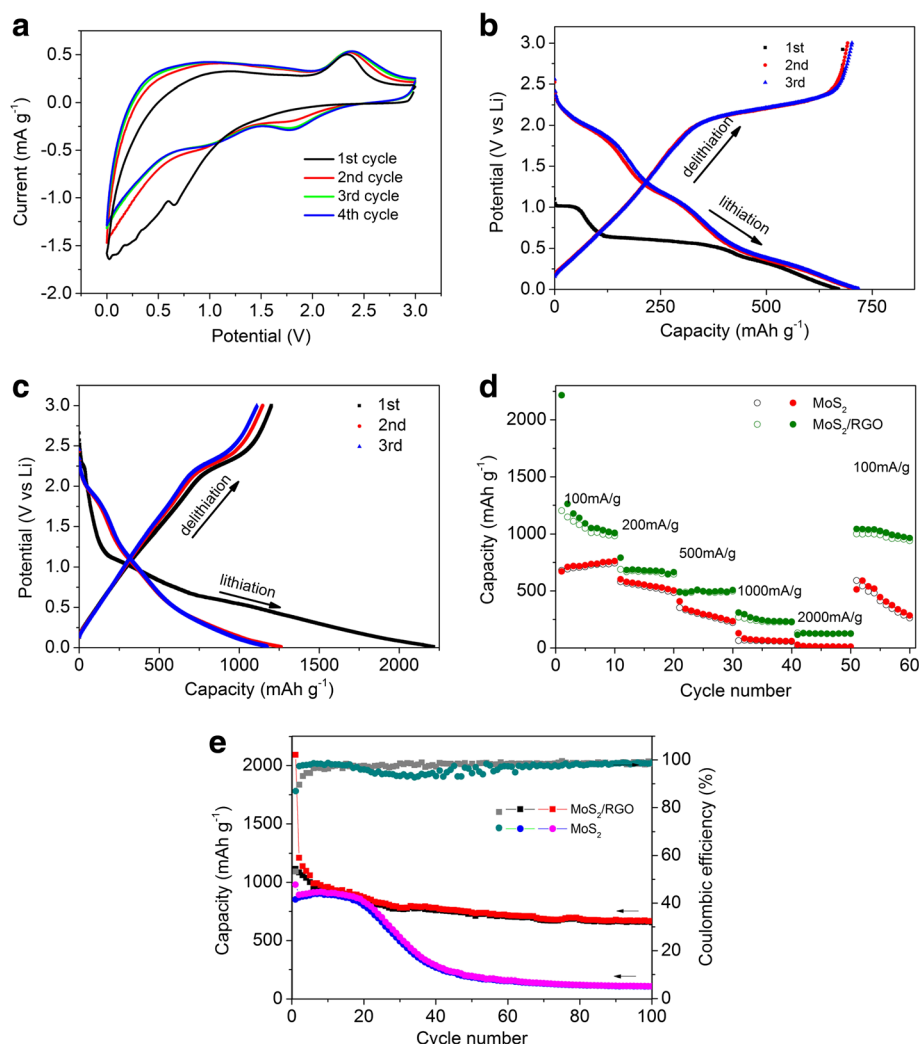 a
Current (mA g⁻¹)
1.0
0.5
0.0
-0.5
-1.0
-1.5
-2.0
1st cycle
2nd cycle
3rd cycle
4th cycle
0.0 0.5 1.0 1.5 2.0 2.5 3.0
Potential (V)
b
Potential (V vs Li)
3.0
2.5
2.0
1.5
1.0
0.5
0.0
1st
2nd
3rd
delithiation
lithiation
0 250 500 750
Capacity (mAh g⁻¹)
c
Potential (V vs Li)
3.0
2.5
2.0
1.5
1.0
0.5
0.0
1st
2nd
3rd
delithiation
lithiation
0 500 1000 1500 2000
Capacity (mAh g⁻¹)
d
Capacity (mAh g⁻¹)
2000
1500
1000
500
0
MoS₂
MoS₂/RGO
100mA/g
200mA/g
500mA/g
1000mA/g
2000mA/g
100mA/g
0 10 20 30 40 50 60
Cycle number
e
Capacity (mAh g⁻¹)
2000
1500
1000
500
0
MoS₂/RGO
MoS₂
100
80
60
40
20
0
Coulombic efficiency (%)
0 20 40 60 80 100
Cycle number